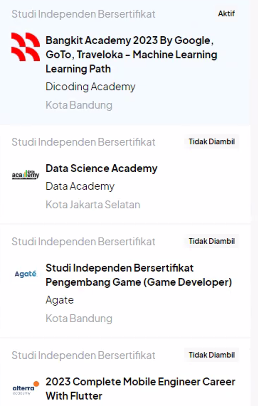 Studi Independen Bersertifikat
Aktif
Bangkit Academy 2023 By Google,
GoTo, Traveloka – Machine Learning
Learning Path
Dicoding Academy
Kota Bandung
Studi Independen Bersertifikat
Tidak Diambil
academy
Data Science Academy
Data Academy
Kota Jakarta Selatan
Studi Independen Bersertifikat
Tidak Diambil
Agate
Studi Independen Bersertifikat
Pengembang Game (Game Developer)
Agate
Kota Bandung
Studi Independen Bersertifikat
Tidak Diambil
alterra
academy
2023 Complete Mobile Engineer Career
With Flutter